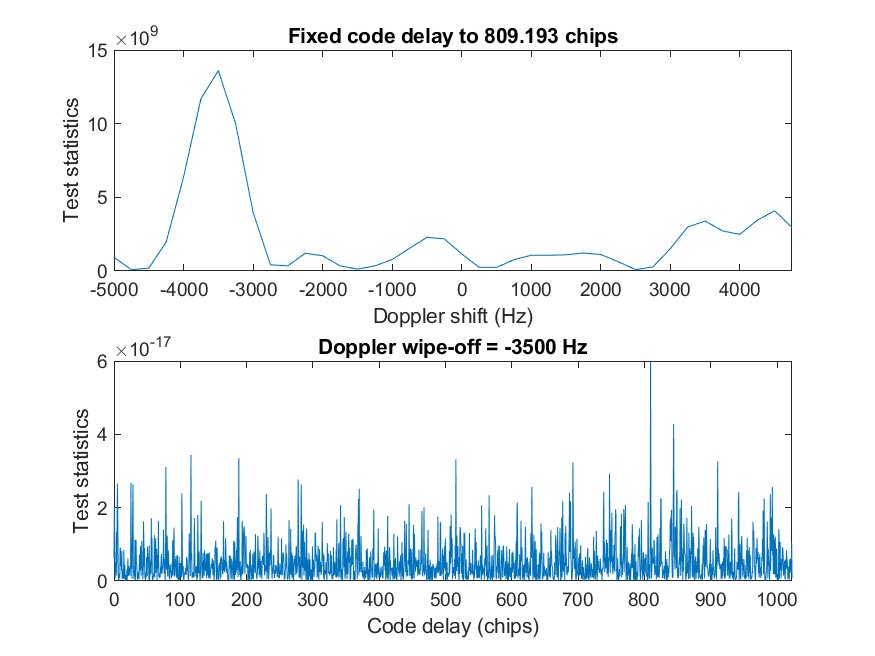 Fixed code delay to 809.193 chips
×10^9
15
10
5
0
Test statistics
-5000 -4000 -3000 -2000 -1000 0 1000 2000 3000 4000
Doppler shift (Hz)
Doppler wipe-off = -3500 Hz
×10^-17
6
4
2
0
Test statistics
0 100 200 300 400 500 600 700 800 900 1000
Code delay (chips)